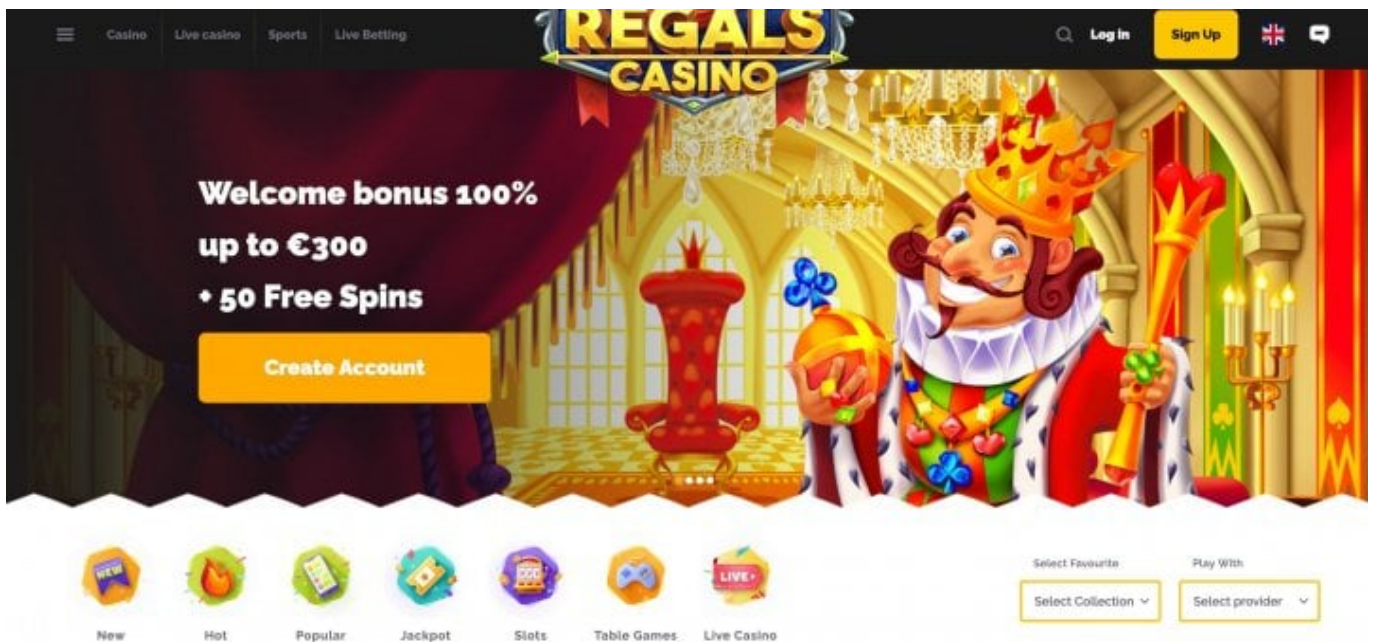 Casino
Live casino
Sports
Live Betting
REGALS
CASINO
Log in
Sign Up
Welcome bonus 100%
up to €300
+ 50 Free Spins
Create Account
NEW
LIVE
New
Hot
Popular
Jackpot
Slots
Table Games
Live Casino
Select Favourite
Play With
Select Collection
Select provider